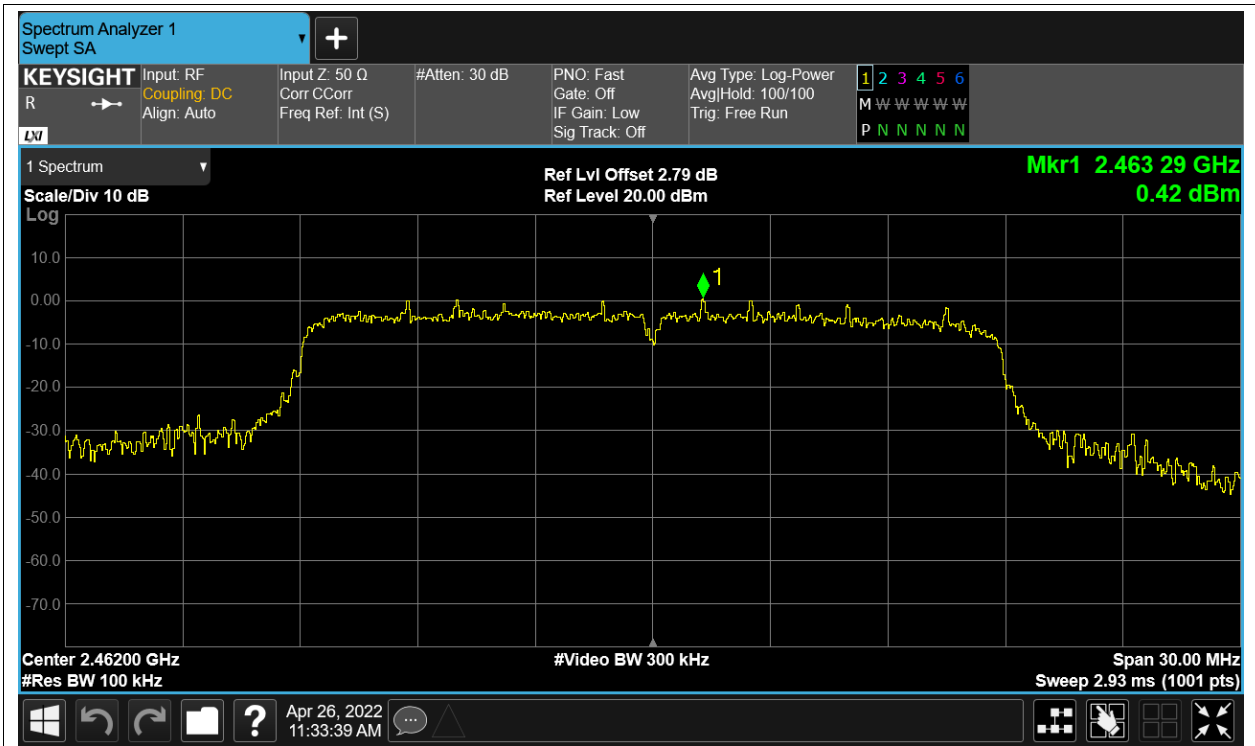 Spectrum Analyzer 1
Swept SA
KEYSIGHT
R
LXI
Input: RF
Coupling: DC
Align: Auto
Input Z: 50 Ω
Corr CCorr
Freq Ref: Int (S)
#Atten: 30 dB
PNO: Fast
Gate: Off
IF Gain: Low
Sig Track: Off
Avg Type: Log-Power
Avg|Hold: 100/100
Trig: Free Run
1 2 3 4 5 6
M W W W W W
P N N N N N
1 Spectrum
Scale/Div 10 dB
Log
Ref Lvl Offset 2.79 dB
Ref Level 20.00 dBm
Mkr1 2.463 29 GHz
0.42 dBm
10.0
0.00
-10.0
-20.0
-30.0
-40.0
-50.0
-60.0
-70.0
1
Center 2.46200 GHz
#Res BW 100 kHz
#Video BW 300 kHz
Span 30.00 MHz
Sweep 2.93 ms (1001 pts)
?
Apr 26, 2022
11:33:39 AM